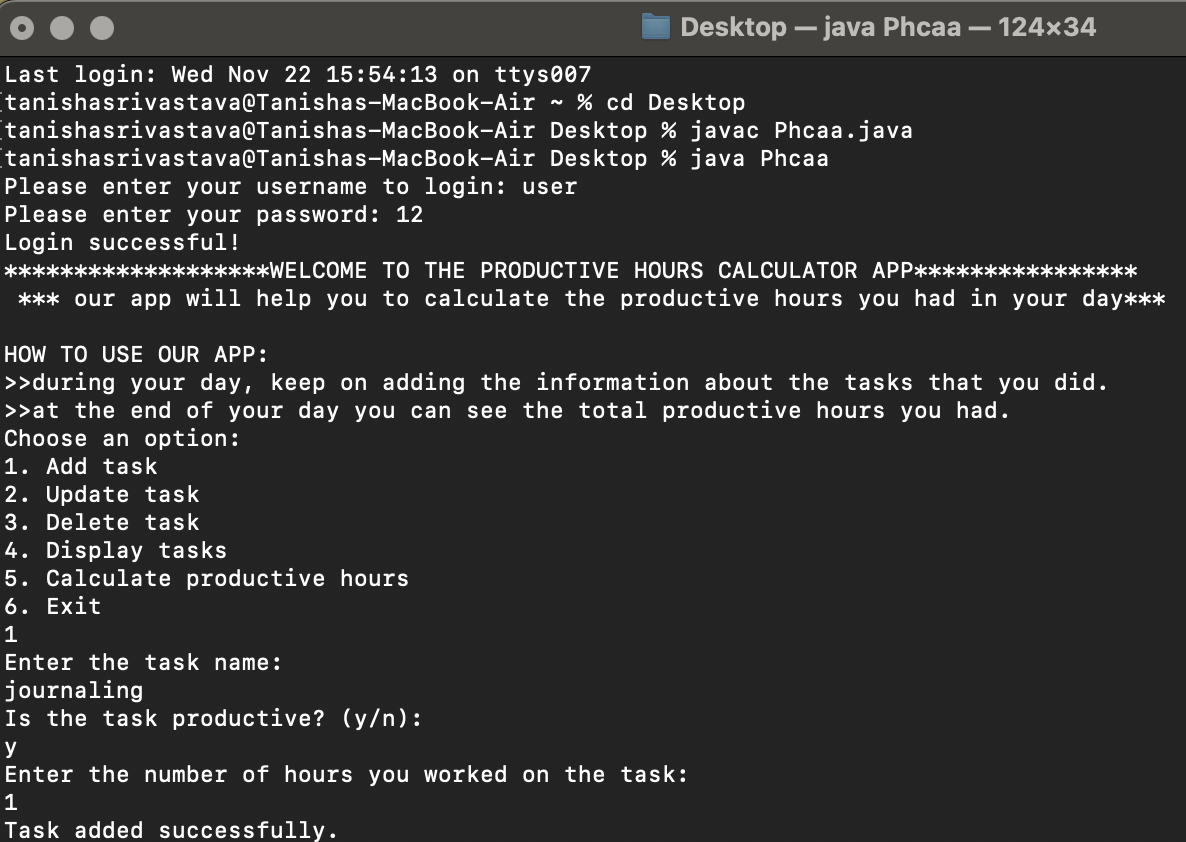 Desktop — java Phcaa — 124×34
Last login: Wed Nov 22 15:54:13 on ttys007
[tanishasrivastava@Tanishas-MacBook-Air ~ % cd Desktop
[tanishasrivastava@Tanishas-MacBook-Air Desktop % javac Phcaa.java
[tanishasrivastava@Tanishas-MacBook-Air Desktop % java Phcaa
Please enter your username to login: user
Please enter your password: 12
Login successful!
*******************WELCOME TO THE PRODUCTIVE HOURS CALCULATOR APP****************
 *** our app will help you to calculate the productive hours you had in your day***
HOW TO USE OUR APP:
>>during your day, keep on adding the information about the tasks that you did.
>>at the end of your day you can see the total productive hours you had.
Choose an option:
1. Add task
2. Update task
3. Delete task
4. Display tasks
5. Calculate productive hours
6. Exit
1
Enter the task name:
journaling
Is the task productive? (y/n):
y
Enter the number of hours you worked on the task:
1
Task added successfully.